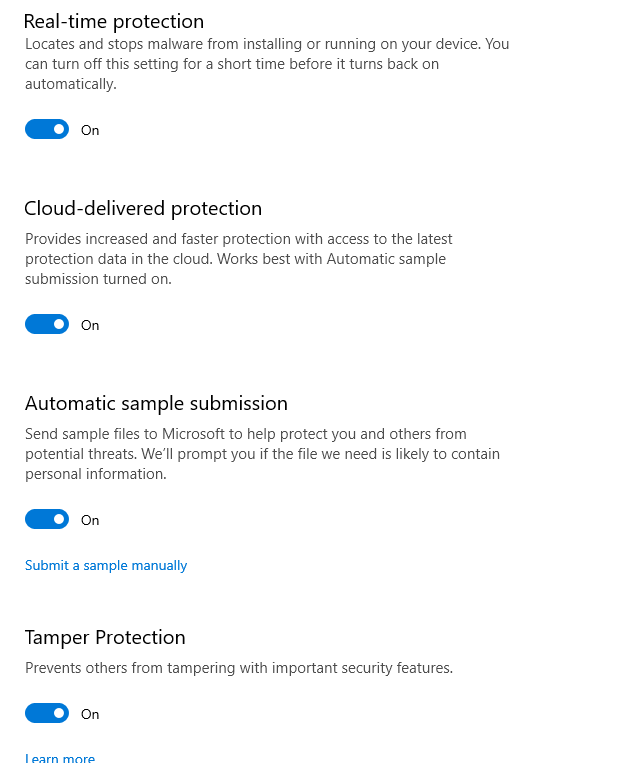 Real-time protection
Locates and stops malware from installing or running on your device. You
can turn off this setting for a short time before it turns back on
automatically.
On
Cloud-delivered protection
Provides increased and faster protection with access to the latest
protection data in the cloud. Works best with Automatic sample
submission turned on.
On
Automatic sample submission
Send sample files to Microsoft to help protect you and others from
potential threats. We’ll prompt you if the file we need is likely to contain
personal information.
On
Submit a sample manually
Tamper Protection
Prevents others from tampering with important security features.
On
Learn more